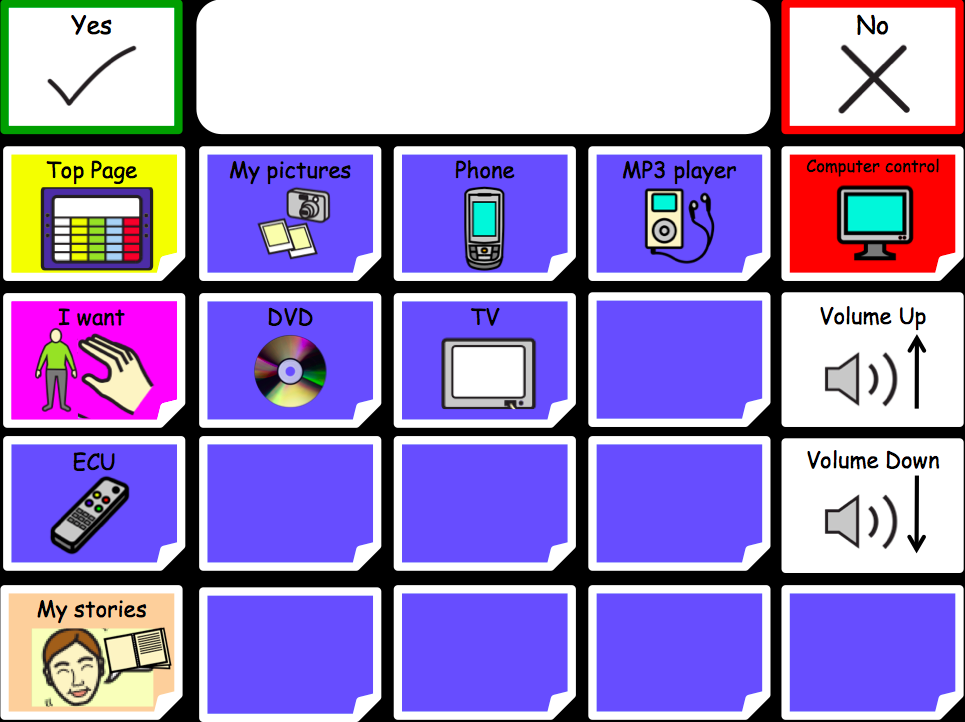 Yes
No
Top Page
My pictures
Phone
MP3 player
Computer control
I want
DVD
TV
Volume Up
ECU
Volume Down
My stories